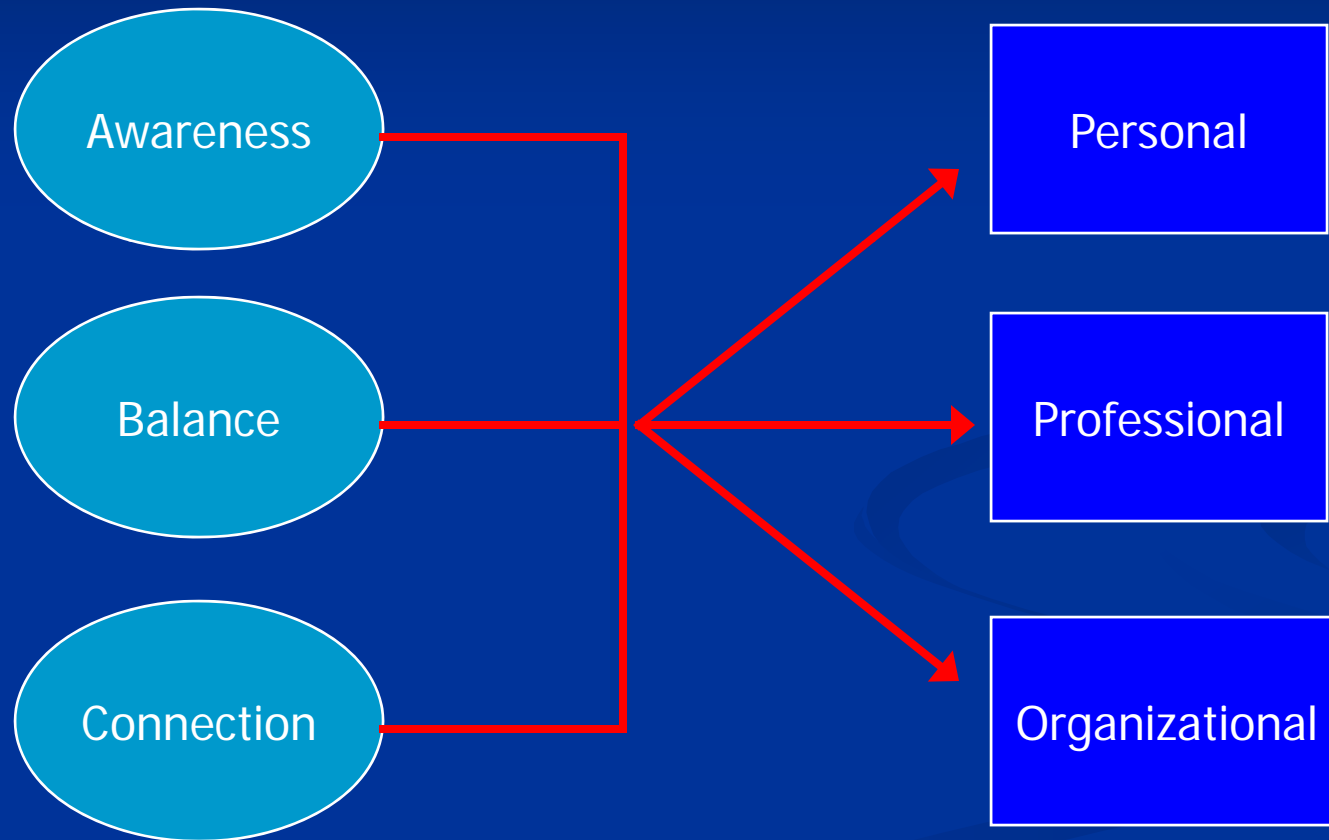 Awareness
Personal
Balance
Professional
Connection
Organizational